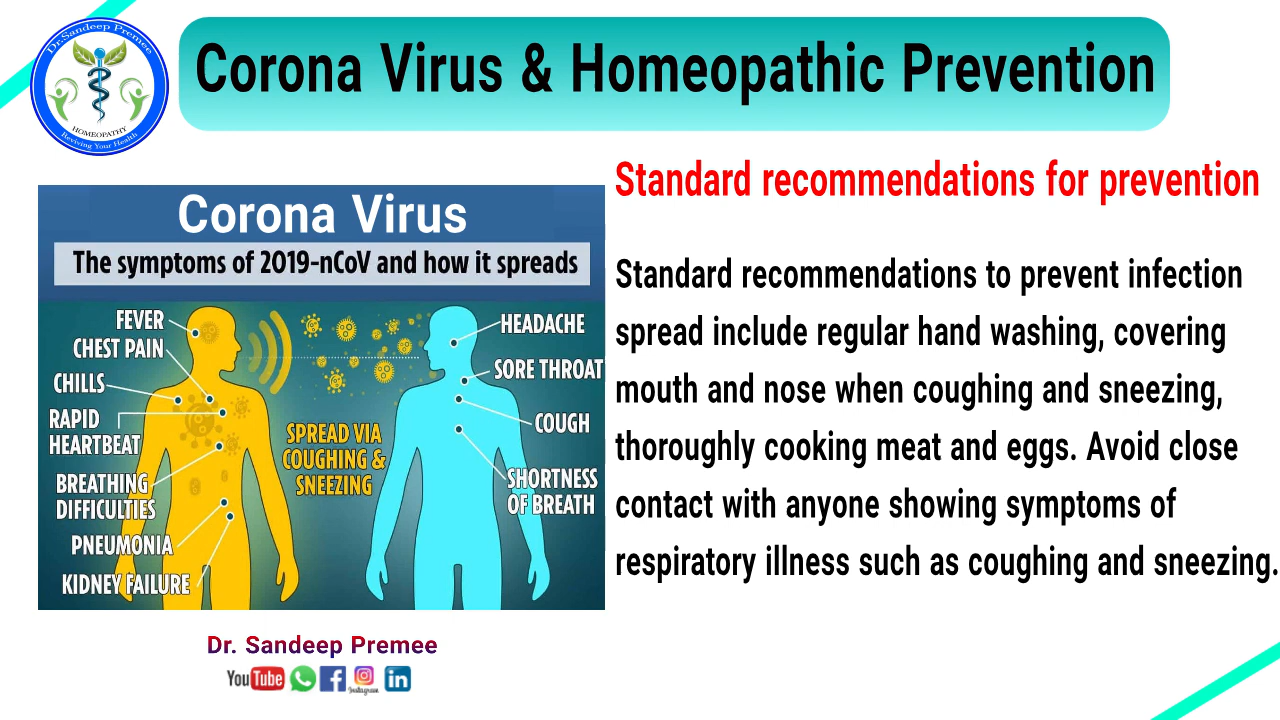 Dr.Sandeep Premee
HOMEOPATHY
Reviving Your Health
Corona Virus & Homeopathic Prevention
Corona Virus
The symptoms of 2019-nCoV and how it spreads
FEVER
CHEST PAIN
CHILLS
RAPID
HEARTBEAT
BREATHING
DIFFICULTIES
PNEUMONIA
KIDNEY FAILURE
SPREAD VIA
COUGHING &
SNEEZING
HEADACHE
SORE THROAT
COUGH
SHORTNESS
OF BREATH
Standard recommendations for prevention
Standard recommendations to prevent infection
spread include regular hand washing, covering
mouth and nose when coughing and sneezing,
thoroughly cooking meat and eggs. Avoid close
contact with anyone showing symptoms of
respiratory illness such as coughing and sneezing.
Dr. Sandeep Premee
YouTube
Instagram
in